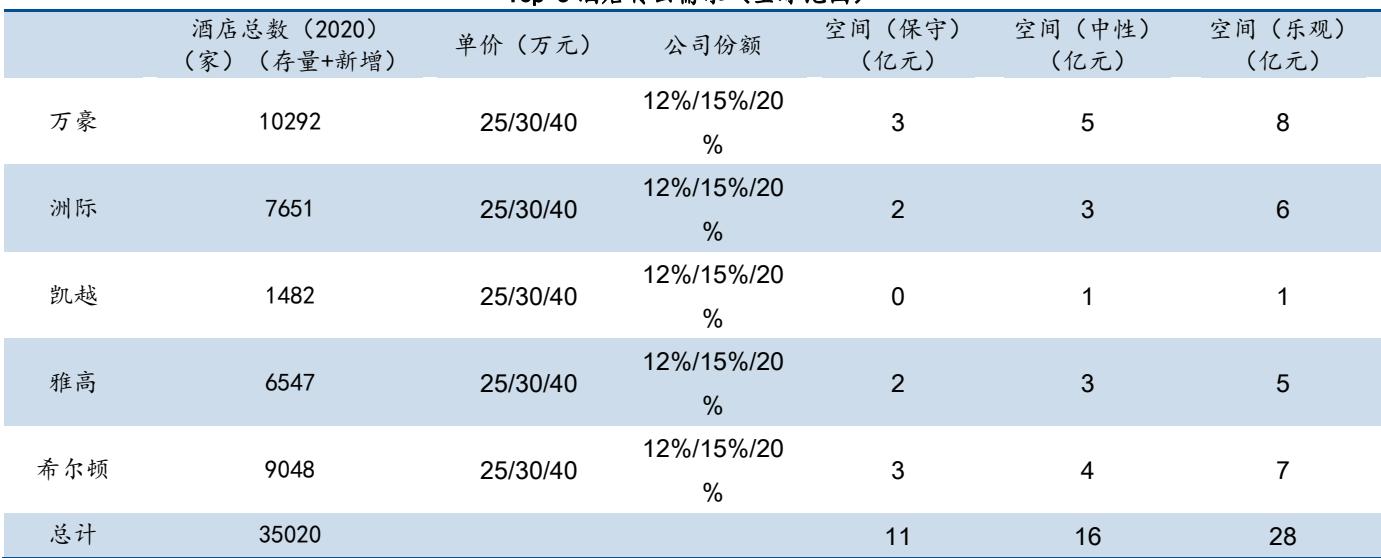 酒店总数（2020） 单价（万元） 公司份额 空间（保守） 空间（中性） 空间（乐观）
（家）（存量+新增） （亿元） （亿元） （亿元）
万豪 10292 25/30/40 12%/15%/20% 3 5 8
洲际 7651 25/30/40 12%/15%/20% 2 3 6
凯越 1482 25/30/40 12%/15%/20% 0 1 1
雅高 6547 25/30/40 12%/15%/20% 2 3 5
希尔顿 9048 25/30/40 12%/15%/20% 3 4 7
总计 35020 11 16 28